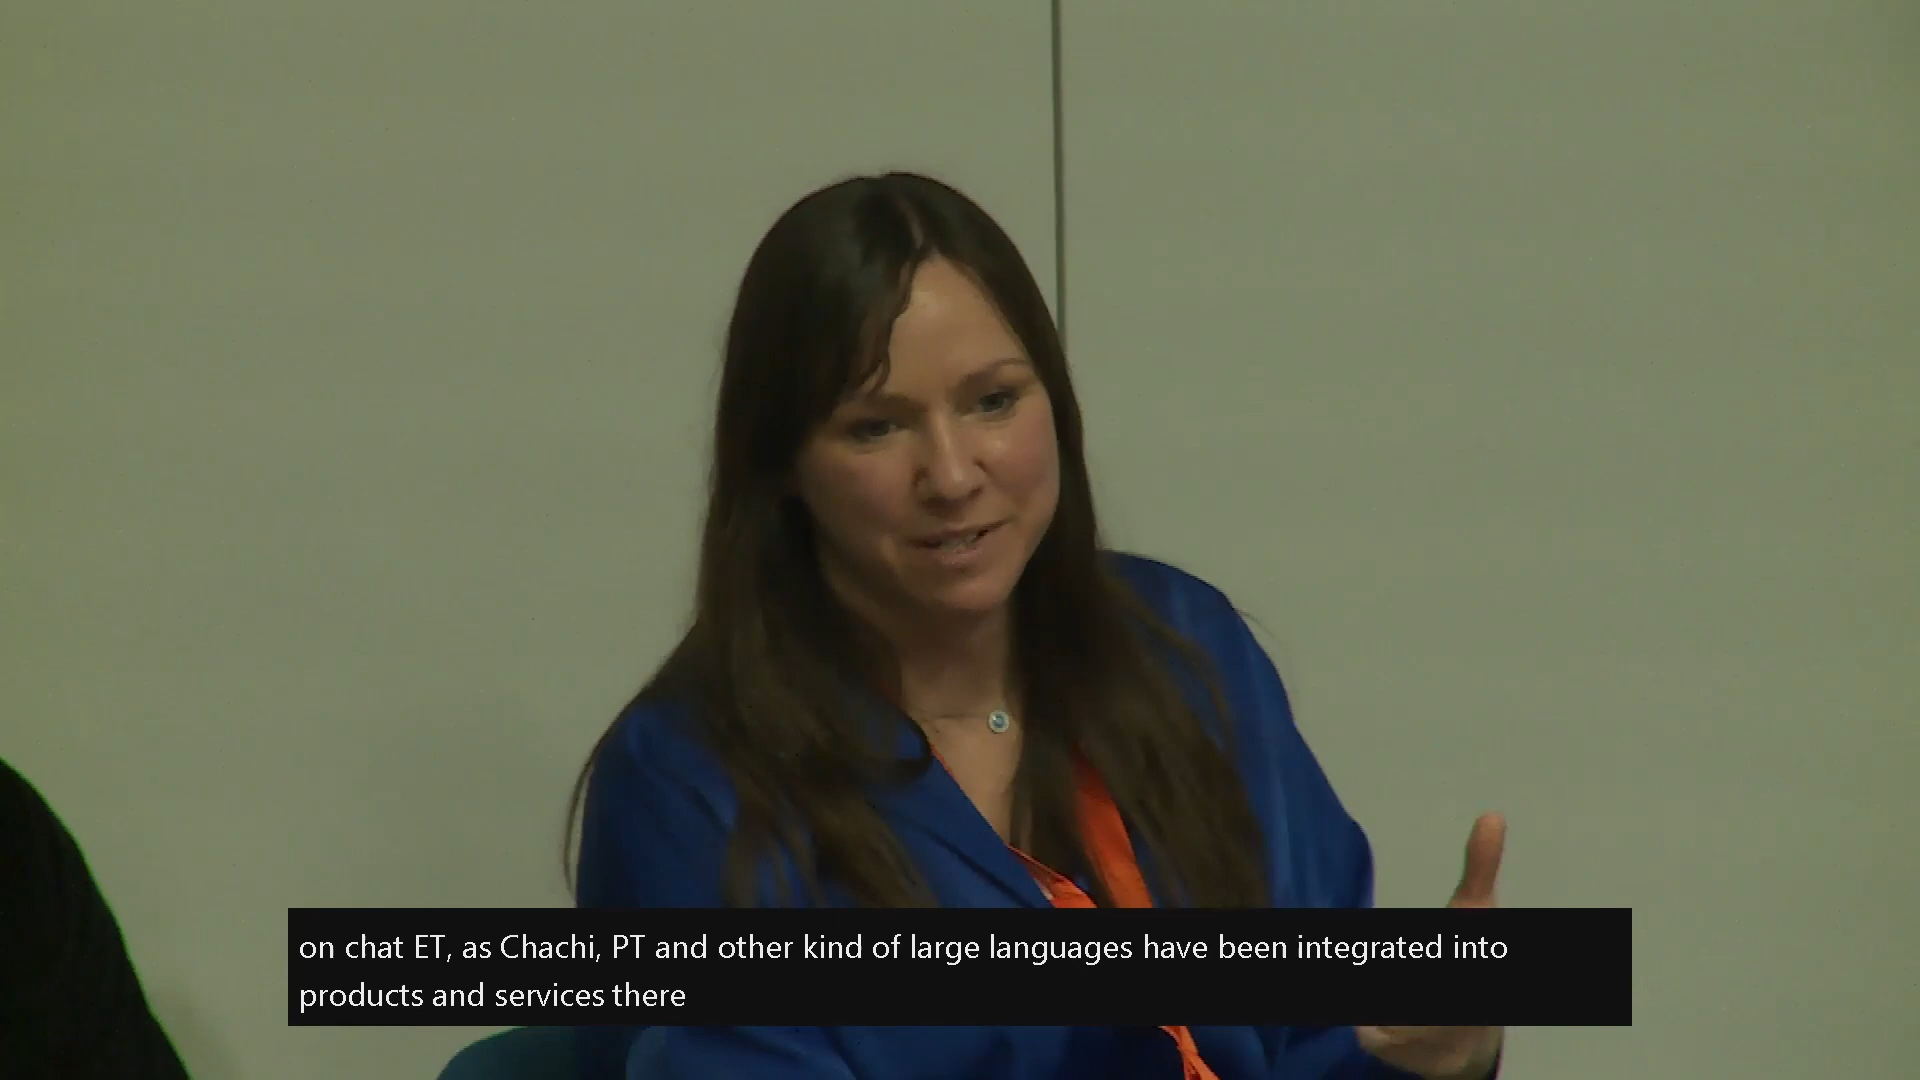 on chat ET, as Chachi, PT and other kind of large languages have been integrated into
products and services there